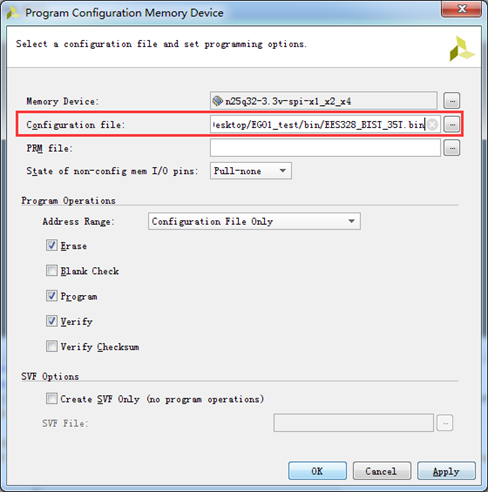 Program Configuration Memory Device
Select a configuration file and set programming options.
Memory Device: n25q32-3.3v-spi-x1_x2_x4 ...
Configuration file: esktop/EG01_test/bin/EES328_BIST_35T.bin ...
PRM file: ...
State of non-config mem I/O pins: Pull-none
Program Operations
Address Range: Configuration File Only
Erase
Blank Check
Program
Verify
Verify Checksum
SVF Options
Create SVF Only (no program operations)
SVF File: ...
OK Cancel Apply